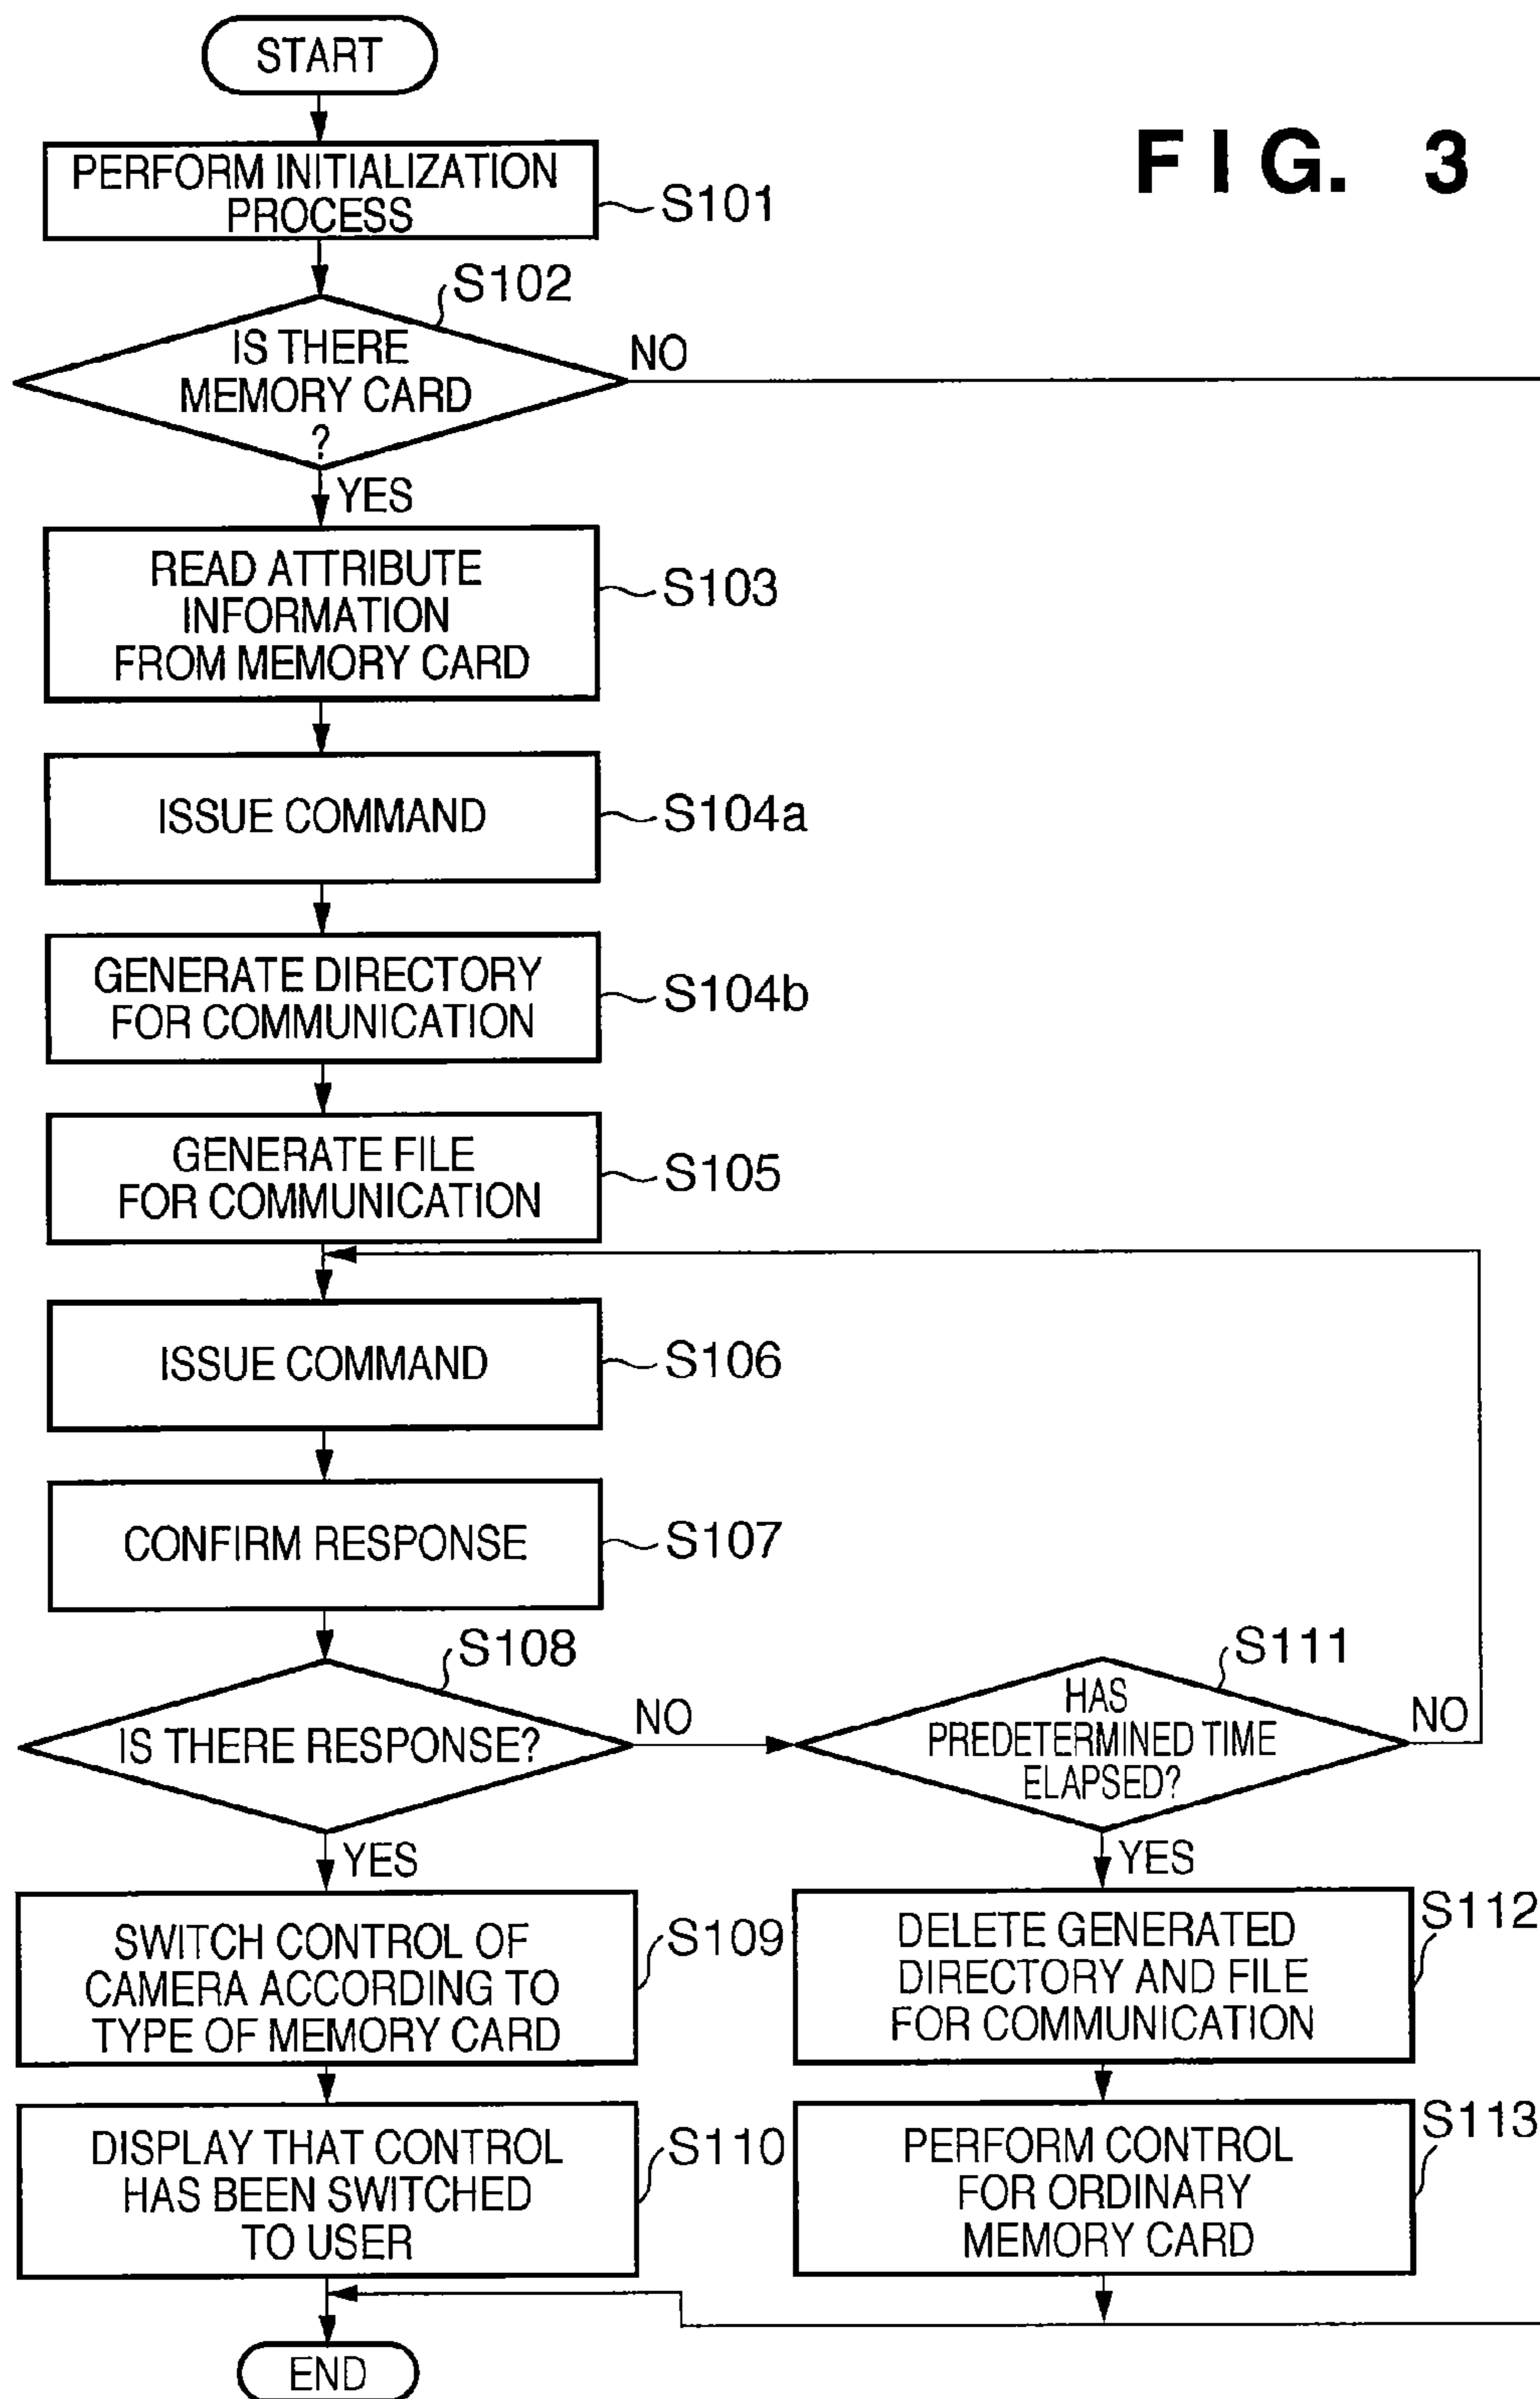 START
FIG. 3
PERFORM INITIALIZATION
PROCESS
S101
S102
IS THERE
MEMORY CARD
?
NO
YES
READ ATTRIBUTE
INFORMATION
FROM MEMORY CARD
S103
ISSUE COMMAND
S104a
GENERATE DIRECTORY
FOR COMMUNICATION
S104b
GENERATE FILE
FOR COMMUNICATION
S105
ISSUE COMMAND
S106
CONFIRM RESPONSE
S107
S108
IS THERE RESPONSE?
NO
YES
S111
HAS
PREDETERMINED TIME
ELAPSED?
NO
YES
SWITCH CONTROL OF
CAMERA ACCORDING TO
TYPE OF MEMORY CARD
S109
DELETE GENERATED
DIRECTORY AND FILE
FOR COMMUNICATION
S112
DISPLAY THAT CONTROL
HAS BEEN SWITCHED
TO USER
S110
PERFORM CONTROL
FOR ORDINARY
MEMORY CARD
S113
END